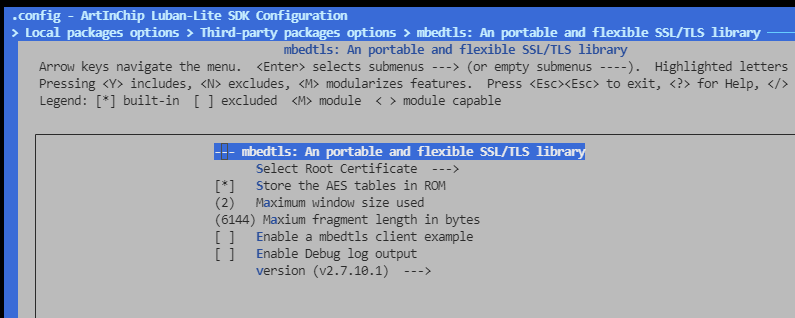 .config - ArtInChip Luban-Lite SDK Configuration
> Local packages options > Third-party packages options > mbedtls: An portable and flexible SSL/TLS library
mbedtls: An portable and flexible SSL/TLS library
Arrow keys navigate the menu.  <Enter> selects submenus ---> (or empty submenus ----).  Highlighted letters
Pressing <Y> includes, <N> excludes, <M> modularizes features.  Press <Esc><Esc> to exit, <?> for Help, </>
Legend: [*] built-in  [ ] excluded  <M> module  < > module capable
--- mbedtls: An portable and flexible SSL/TLS library
Select Root Certificate  --->
[*]   Store the AES tables in ROM
(2)   Maximum window size used
(6144) Maxium fragment length in bytes
[ ]   Enable a mbedtls client example
[ ]   Enable Debug log output
version (v2.7.10.1)  --->